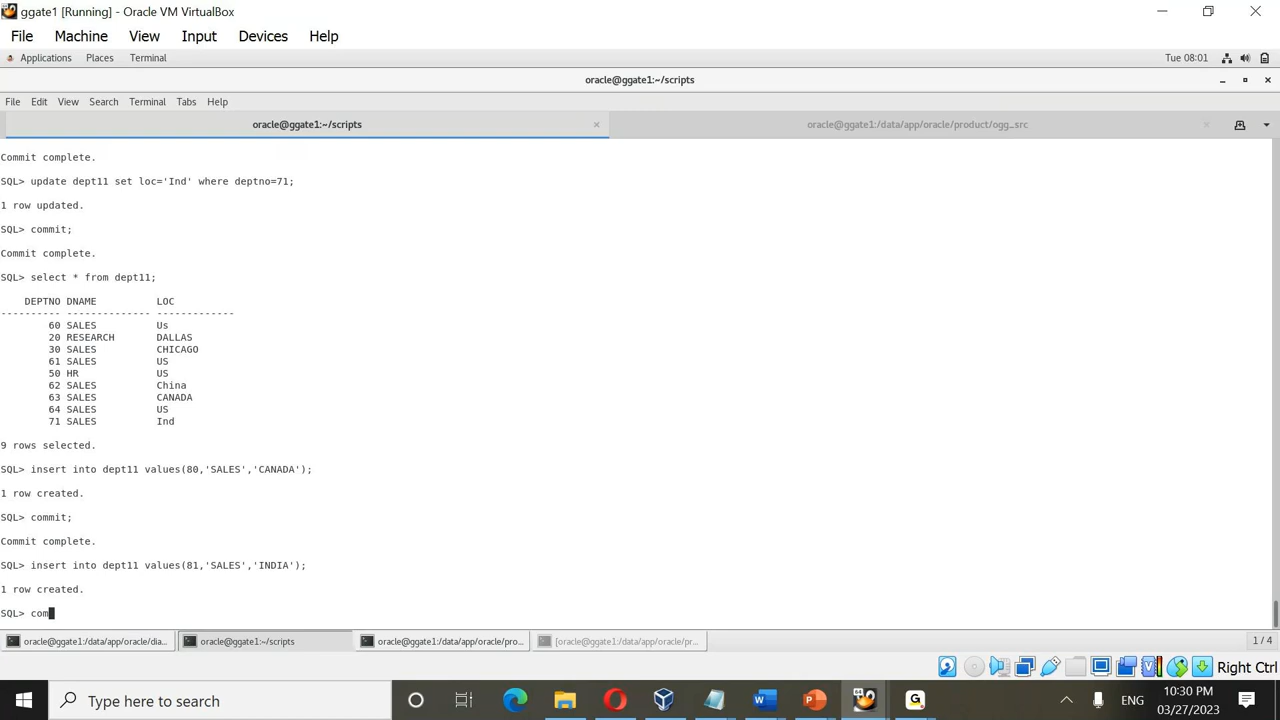 ggate1 [Running] - Oracle VM VirtualBox
File Machine View Input Devices Help
Applications Places Terminal Tue 08:01
oracle@ggate1:~/scripts
File Edit View Search Terminal Tabs Help
oracle@ggate1:~/scripts oracle@ggate1:/data/app/oracle/product/ogg_src
Commit complete.
SQL> update dept11 set loc='Ind' where deptno=71;
1 row updated.
SQL> commit;
Commit complete.
SQL> select * from dept11;
DEPTNO DNAME LOC
---------- -------------- -------------
60 SALES Us
20 RESEARCH DALLAS
30 SALES CHICAGO
61 SALES US
50 HR US
62 SALES China
63 SALES CANADA
64 SALES US
71 SALES Ind
9 rows selected.
SQL> insert into dept11 values(80,'SALES','CANADA');
1 row created.
SQL> commit;
Commit complete.
SQL> insert into dept11 values(81,'SALES','INDIA');
1 row created.
SQL> com
oracle@ggate1:/data/app/oracle/dia... oracle@ggate1:~/scripts oracle@ggate1:/data/app/oracle/pro... [oracle@ggate1:/data/app/oracle/pr... 1 / 4
Right Ctrl
Type here to search
ENG
10:30 PM
03/27/2023